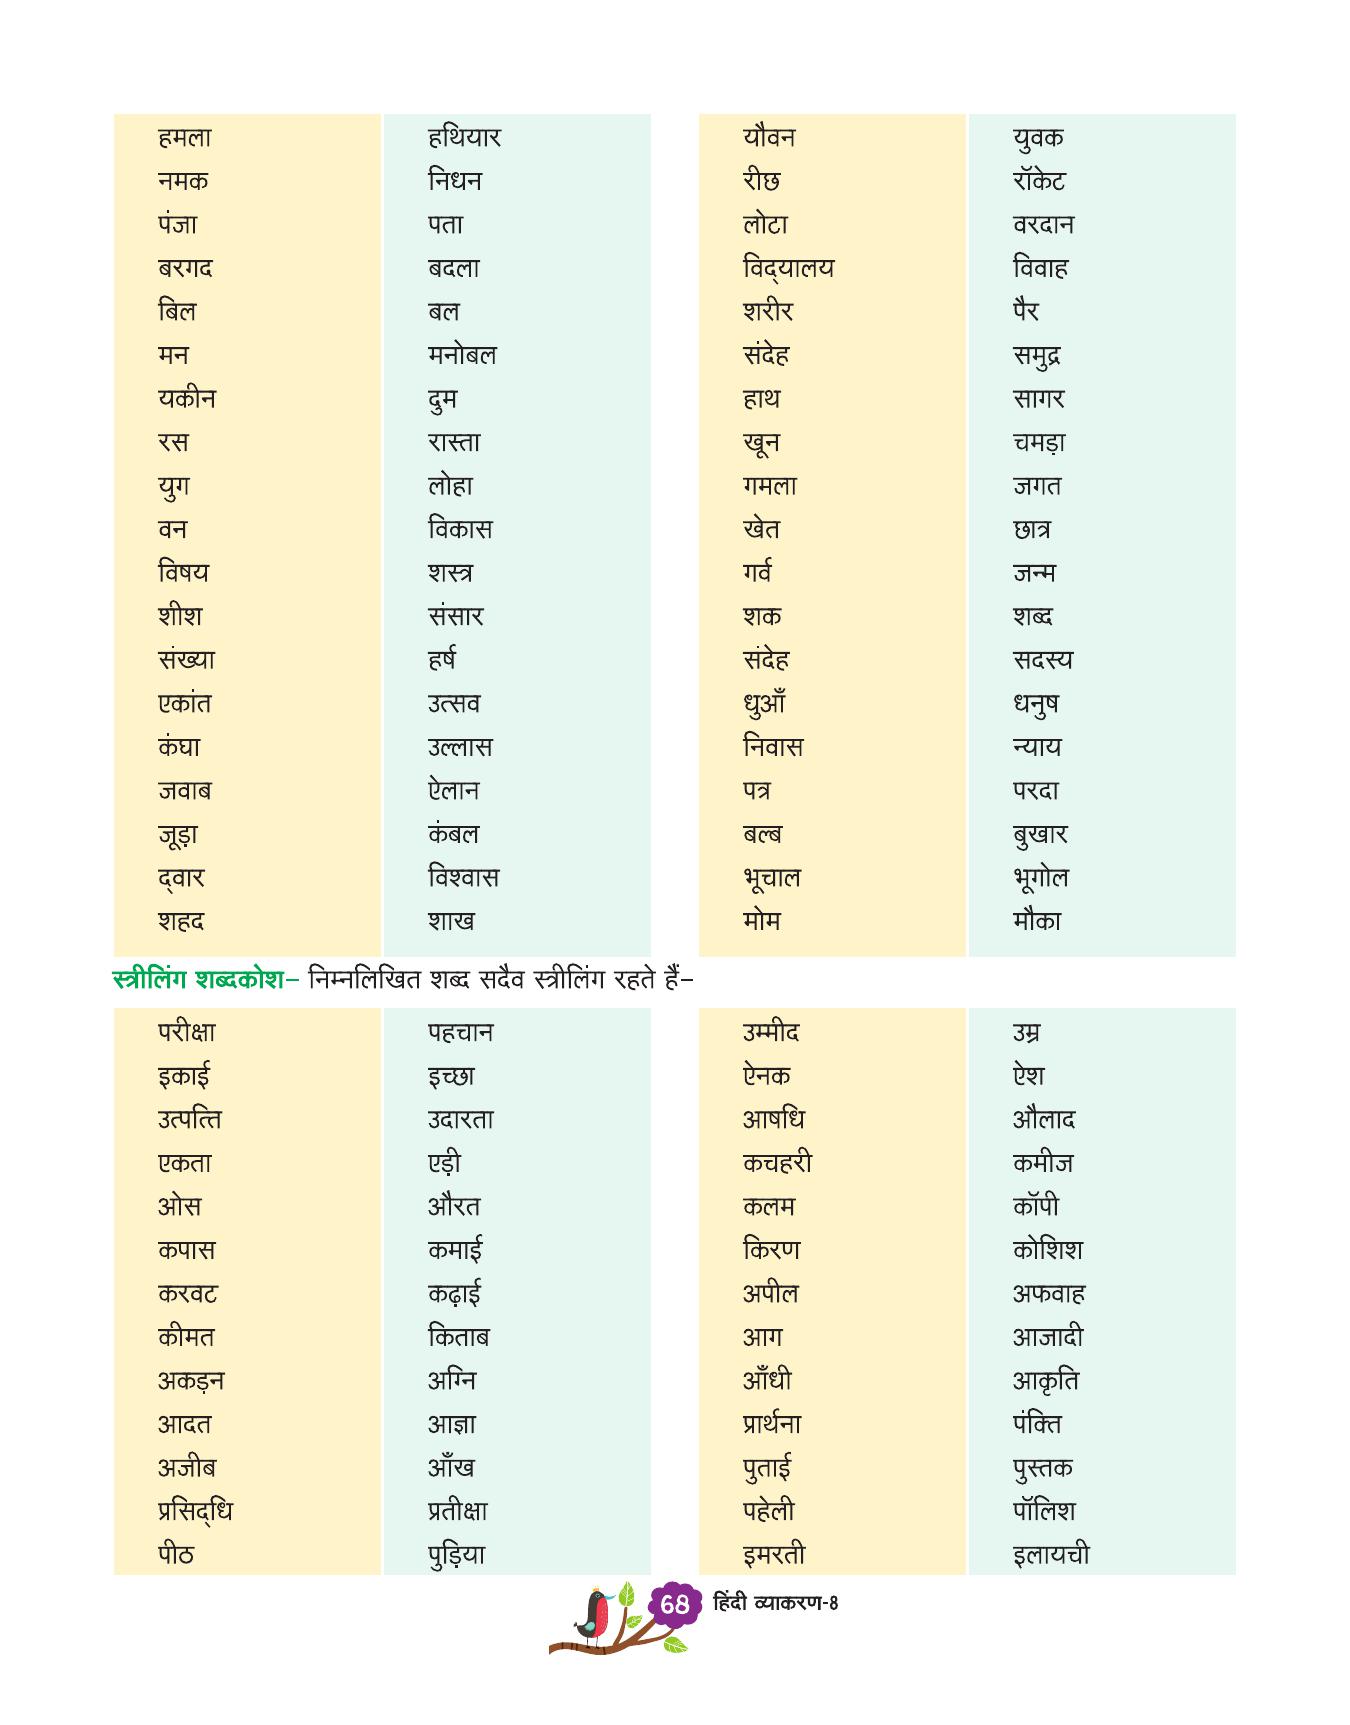 हमला हथियार यौवन युवक
नमक निधन रीछ रॉकेट
पंजा पता लोटा वरदान
बरगद बदला विद्यालय विवाह
बिल बल शरीर पैर
मन मनोबल संदेह समुद्र
यकीन दुम हाथ सागर
रस रास्ता खून चमड़ा
युग लोहा गमला जगत
वन विकास खेत छात्र
विषय शस्त्र गर्व जन्म
शीश संसार शक शब्द
संख्या हर्ष संदेह सदस्य
एकांत उत्सव धुआँ धनुष
कंघा उल्लास निवास न्याय
जवाब ऐलान पत्र परदा
जूड़ा कंबल बल्ब बुखार
द्वार विश्वास भूचाल भूगोल
शहद शाख मोम मौका
स्त्रीलिंग शब्दकोश– निम्नलिखित शब्द सदैव स्त्रीलिंग रहते हैं–
परीक्षा पहचान उम्मीद उम्र
इकाई इच्छा ऐनक ऐश
उत्पत्ति उदारता आषधि औलाद
एकता एड़ी कचहरी कमीज
ओस औरत कलम कॉपी
कपास कमाई किरण कोशिश
करवट कढ़ाई अपील अफवाह
कीमत किताब आग आजादी
अकड़न अग्नि आँधी आकृति
आदत आज्ञा प्रार्थना पंक्ति
अजीब आँख पुताई पुस्तक
प्रसिद्धि प्रतीक्षा पहेली पॉलिश
पीठ पुड़िया इमरती इलायची
68 हिंदी व्याकरण-8